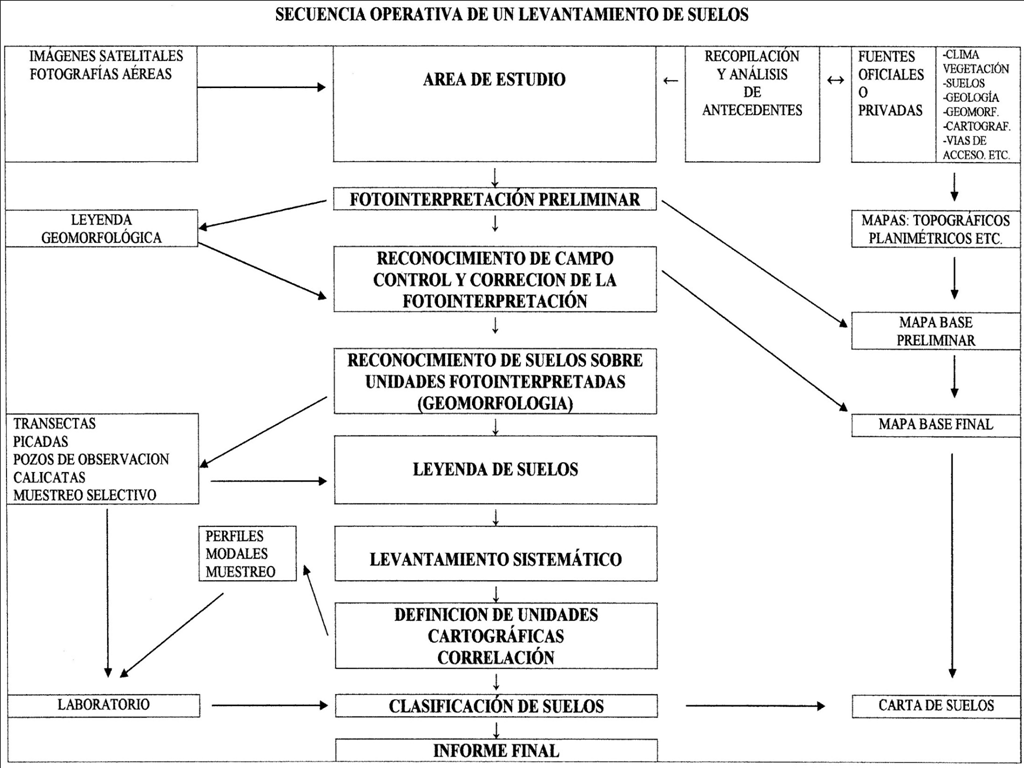 SECUENCIA OPERATIVA DE UN LEVANTAMIENTO DE SUELOS
IMÁGENES SATELITALES
FOTOGRAFÍAS AÉREAS
AREA DE ESTUDIO
RECOPILACIÓN
Y ANÁLISIS
DE
ANTECEDENTES
FUENTES
OFICIALES
O
PRIVADAS
-CLIMA
VEGETACIÓN
-SUELOS
-GEOLOGÍA
-GEOMORF.
-CARTOGRAF.
-VIAS DE
ACCESO. ETC.
FOTOINTERPRETACIÓN PRELIMINAR
LEYENDA
GEOMORFOLÓGICA
MAPAS: TOPOGRÁFICOS
PLANIMÉTRICOS ETC.
RECONOCIMIENTO DE CAMPO
CONTROL Y CORRECION DE LA
FOTOINTERPRETACIÓN
MAPA BASE
PRELIMINAR
RECONOCIMIENTO DE SUELOS SOBRE
UNIDADES FOTOINTERPRETADAS
(GEOMORFOLOGIA)
MAPA BASE FINAL
TRANSECTAS
PICADAS
POZOS DE OBSERVACION
CALICATAS
MUESTREO SELECTIVO
LEYENDA DE SUELOS
PERFILES
MODALES
MUESTREO
LEVANTAMIENTO SISTEMÁTICO
DEFINICION DE UNIDADES
CARTOGRÁFICAS
CORRELACIÓN
LABORATORIO
CLASIFICACIÓN DE SUELOS
CARTA DE SUELOS
INFORME FINAL